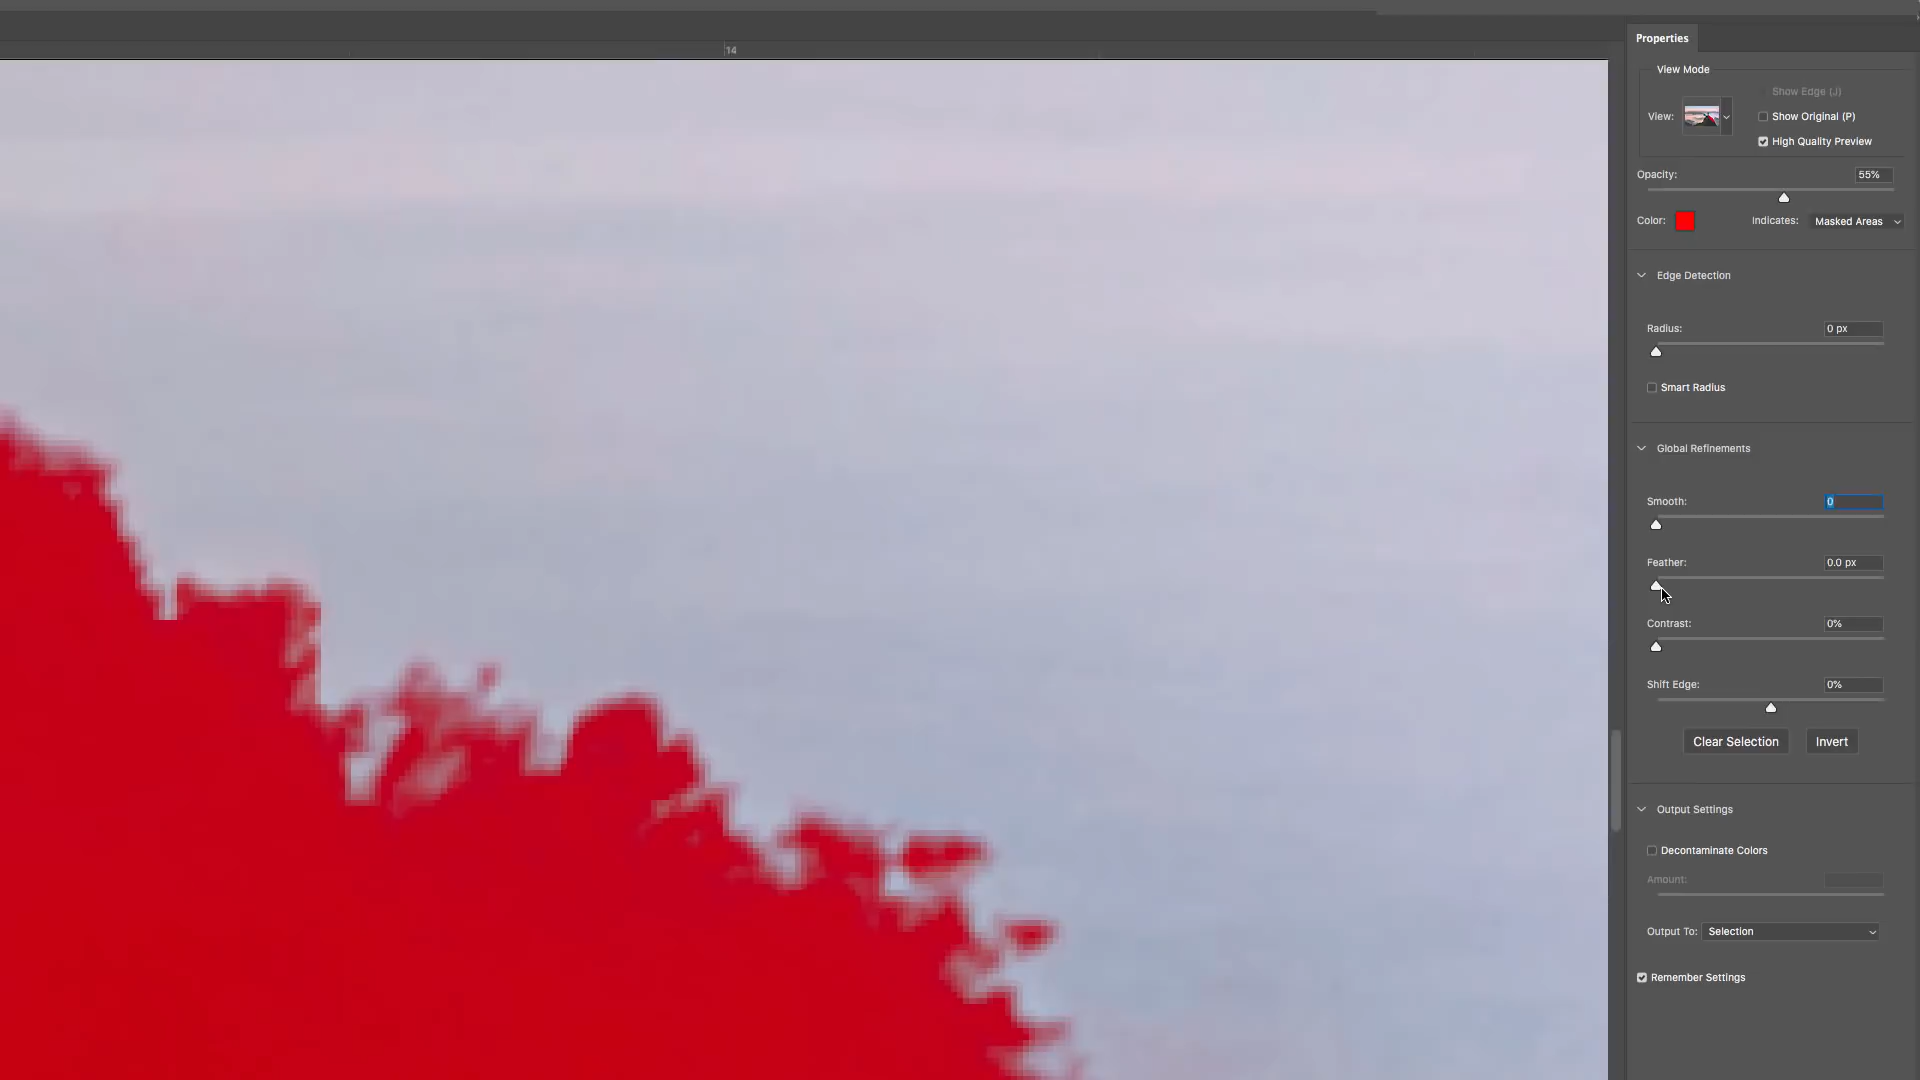 14
Properties
View Mode
Show Edge (J)
View:
Show Original (P)
High Quality Preview
Opacity:
55%
Color:
Indicates:
Masked Areas
Edge Detection
Radius:
0 px
Smart Radius
Global Refinements
Smooth:
0
Feather:
0.0 px
Contrast:
0%
Shift Edge:
0%
Clear Selection
Invert
Output Settings
Decontaminate Colors
Amount:
Output To:
Selection
Remember Settings